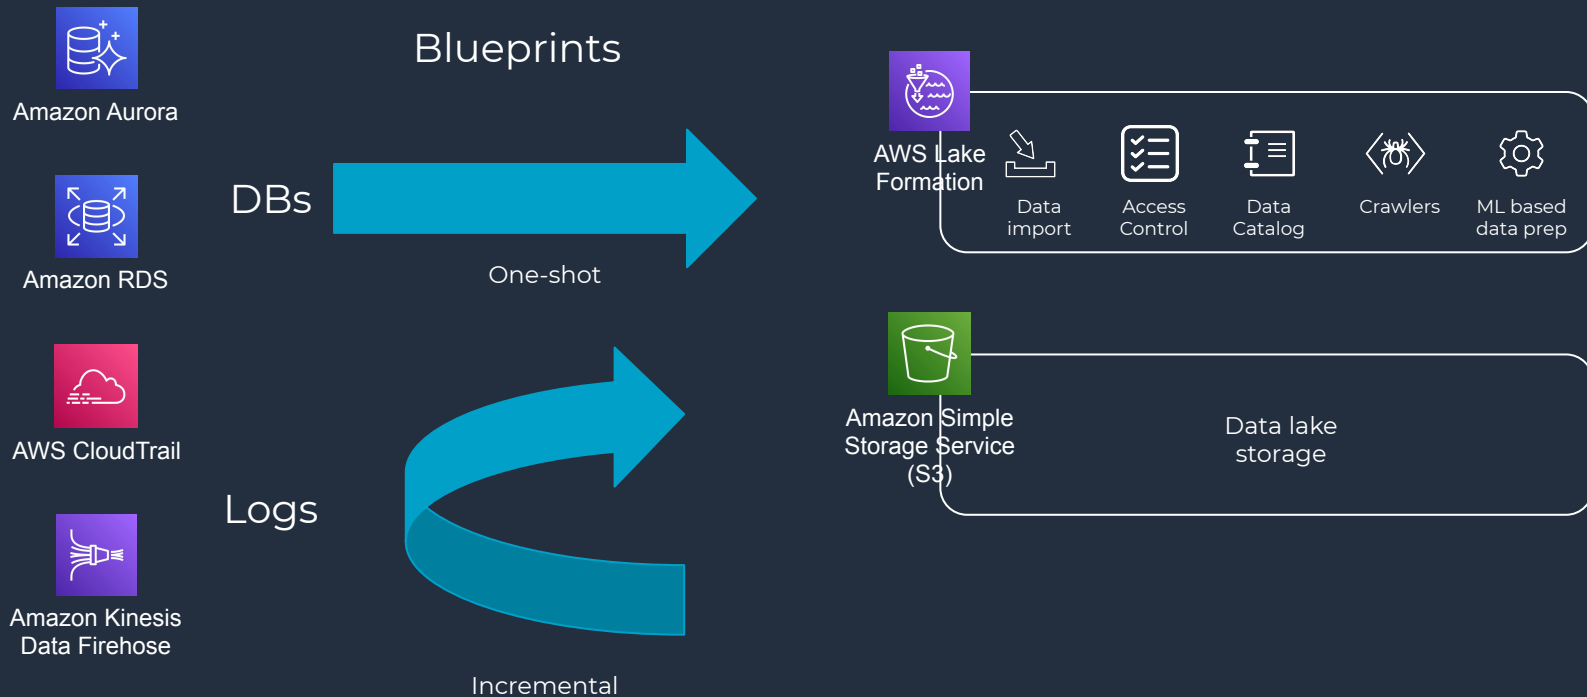 Amazon Aurora
Amazon RDS
AWS CloudTrail
Amazon Kinesis
Data Firehose
Blueprints
DBs
One-shot
Logs
Incremental
AWS Lake
Formation
Data
import
Access
Control
Data
Catalog
Crawlers
ML based
data prep
Amazon Simple
Storage Service
(S3)
Data lake
storage